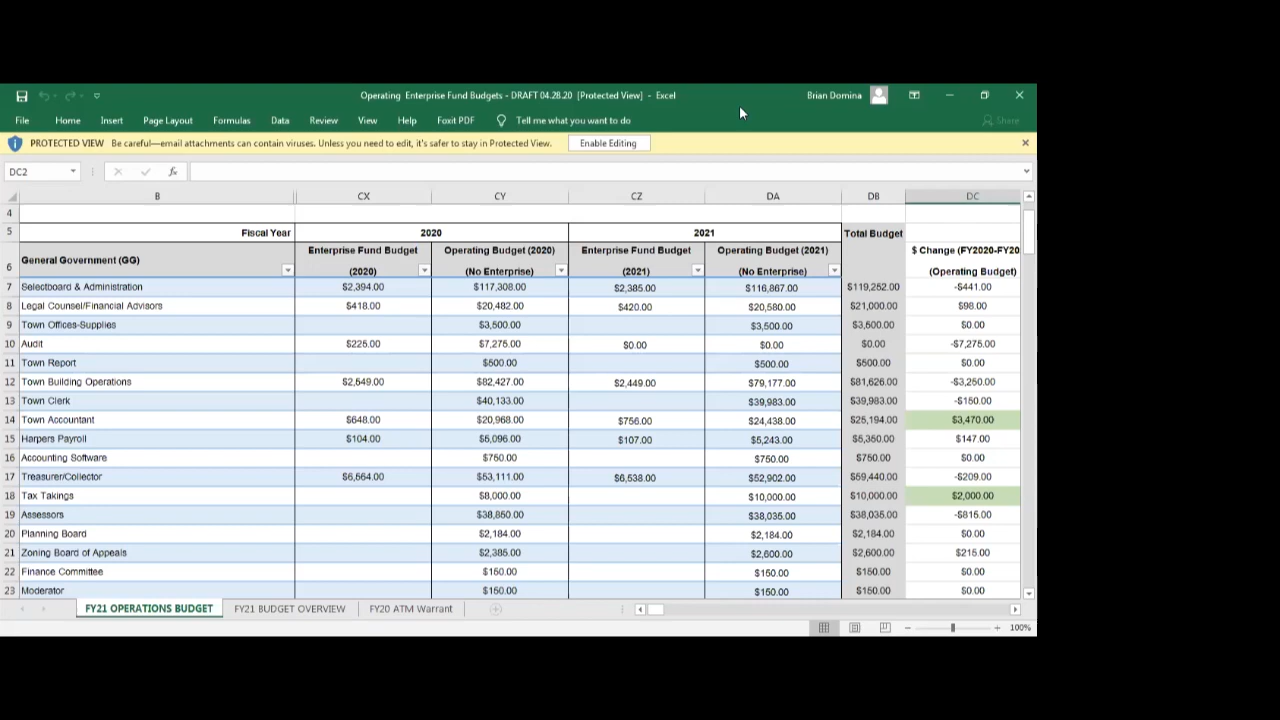 Operating Enterprise Fund Budgets - DRAFT 04.28.20 [Protected View] - Excel
Brian Domina
File Home Insert Page Layout Formulas Data Review View Help Foxit PDF Tell me what you want to do Share
PROTECTED VIEW Be careful—email attachments can contain viruses. Unless you need to edit, it's safer to stay in Protected View. Enable Editing
DC2 fx
B CX CY CZ DA DB DC
4
5 Fiscal Year 2020 2021 Total Budget
Enterprise Fund Budget Operating Budget (2020) Enterprise Fund Budget Operating Budget (2021) $ Change (FY2020-FY20
6 General Government (GG) (2020) (No Enterprise) (2021) (No Enterprise) (Operating Budget)
7 Selectboard & Administration $2,394.00 $117,308.00 $2,385.00 $116,867.00 $119,252.00 -$441.00
8 Legal Counsel/Financial Advisors $418.00 $20,482.00 $420.00 $20,580.00 $21,000.00 $98.00
9 Town Offices-Supplies $3,500.00 $3,500.00 $3,500.00 $0.00
10 Audit $225.00 $7,275.00 $0.00 $0.00 $0.00 -$7,275.00
11 Town Report $500.00 $500.00 $500.00 $0.00
12 Town Building Operations $2,549.00 $82,427.00 $2,449.00 $79,177.00 $81,626.00 -$3,250.00
13 Town Clerk $40,133.00 $39,983.00 $39,983.00 -$150.00
14 Town Accountant $648.00 $20,968.00 $756.00 $24,438.00 $25,194.00 $3,470.00
15 Harpers Payroll $104.00 $5,096.00 $107.00 $5,243.00 $5,350.00 $147.00
16 Accounting Software $750.00 $750.00 $750.00 $0.00
17 Treasurer/Collector $6,564.00 $53,111.00 $6,538.00 $52,902.00 $59,440.00 -$209.00
18 Tax Takings $8,000.00 $10,000.00 $10,000.00 $2,000.00
19 Assessors $38,850.00 $38,035.00 $38,035.00 -$815.00
20 Planning Board $2,184.00 $2,184.00 $2,184.00 $0.00
21 Zoning Board of Appeals $2,385.00 $2,600.00 $2,600.00 $215.00
22 Finance Committee $150.00 $150.00 $150.00 $0.00
23 Moderator $150.00 $150.00 $150.00 $0.00
FY21 OPERATIONS BUDGET FY21 BUDGET OVERVIEW FY20 ATM Warrant
100%